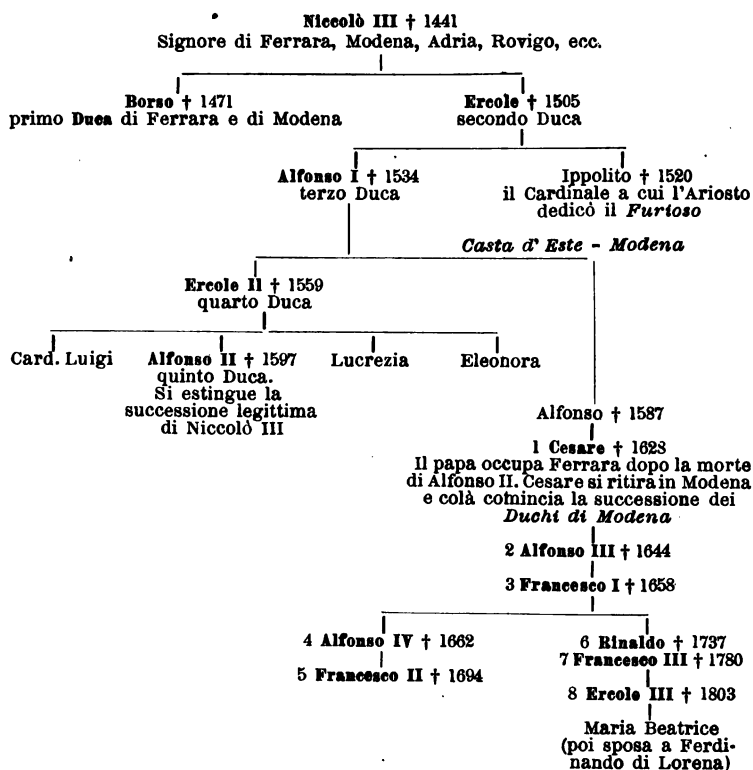 Niccolò III † 1441
Signore di Ferrara, Modena, Adria, Rovigo, ecc.
Borso † 1471
primo Duca di Ferrara e di Modena
Ercole † 1505
secondo Duca
Alfonso I † 1534
terzo Duca
Ippolito † 1520
il Cardinale a cui l'Ariosto
dedicò il Furioso
Casta d' Este - Modena
Ercole II † 1559
quarto Duca
Card. Luigi
Alfonso II † 1597
quinto Duca.
Si estingue la
successione legittima
di Niccolò III
Lucrezia
Eleonora
Alfonso † 1587
1 Cesare † 1628
Il papa occupa Ferrara dopo la morte
di Alfonso II. Cesare si ritira in Modena
e colà comincia la successione dei
Duchi di Modena
2 Alfonso III † 1644
3 Francesco I † 1658
4 Alfonso IV † 1662
5 Francesco II † 1694
6 Rinaldo † 1737
7 Francesco III † 1780
8 Ercole III † 1803
Maria Beatrice
(poi sposa a Ferdi-
nando di Lorena)